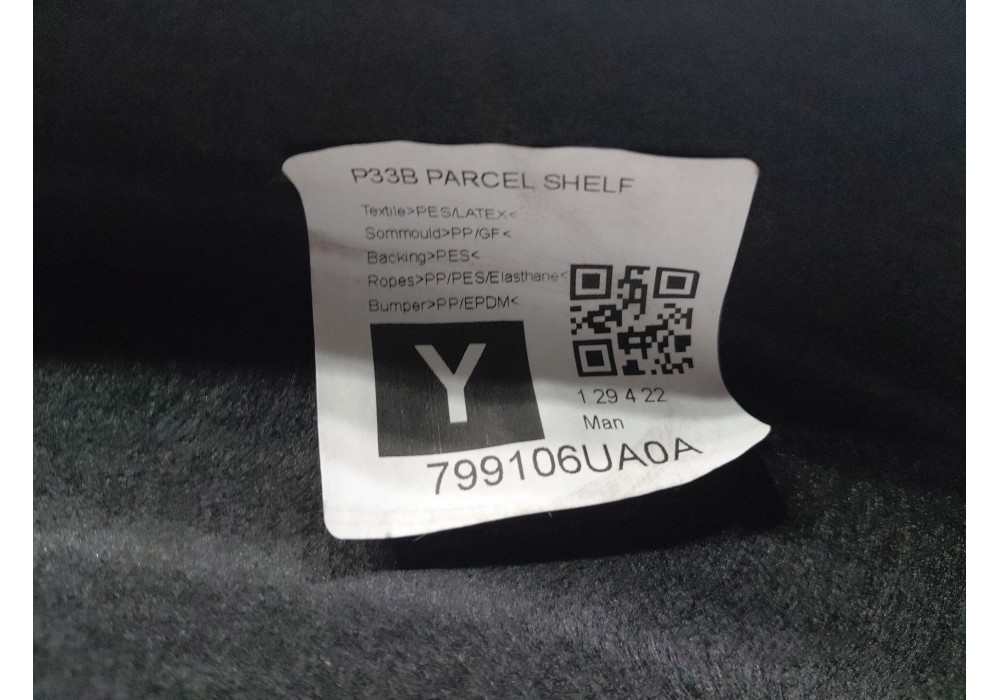 P33B PARCEL SHELF
Textile>PES/LATEX<
Sommould>PP/GF<
Backing>PES<
Ropes>PP/PES/Elasthane<
Bumper>PP/EPDM<
Y
1 29 4 22
Man
799106UA0A